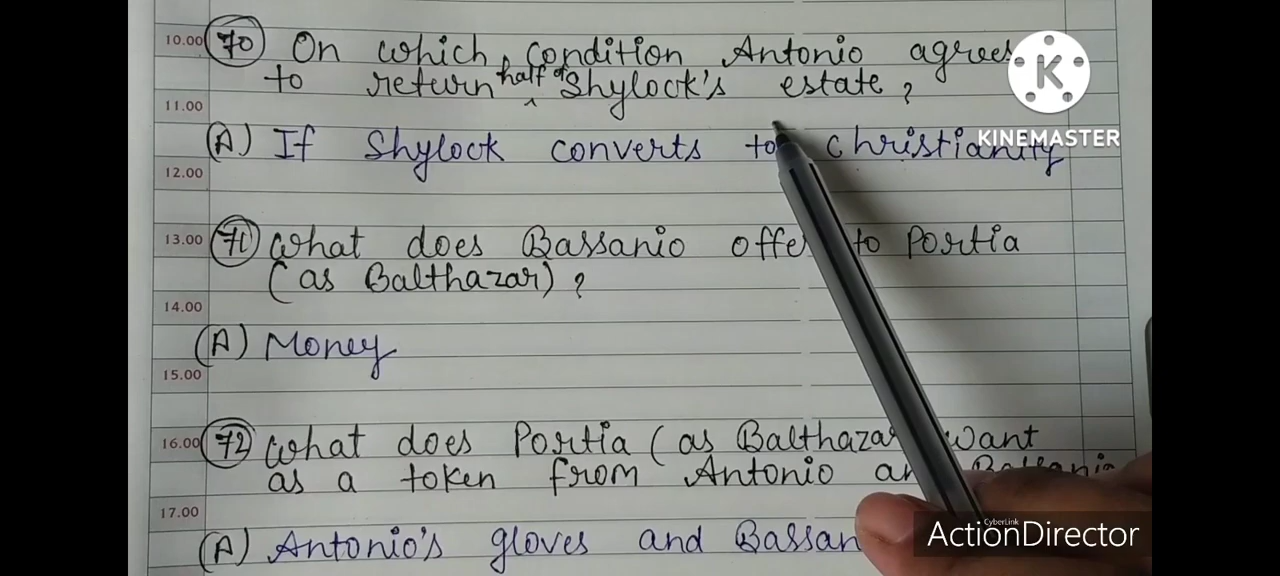 10.00 70 On which condition Antonio agrees
to return half of Shylock's estate ?
11.00
(A) If Shylock converts to christianity
12.00
13.00 71 What does Bassanio offe to Portia
(as Balthazar) ?
14.00
(A) Money
15.00
16.00 72 What does Portia (as Balthazar want
as a token from Antonio an
17.00
(A) Antonio's gloves and Bassan
K
KINEMASTER
CyberLink
ActionDirector